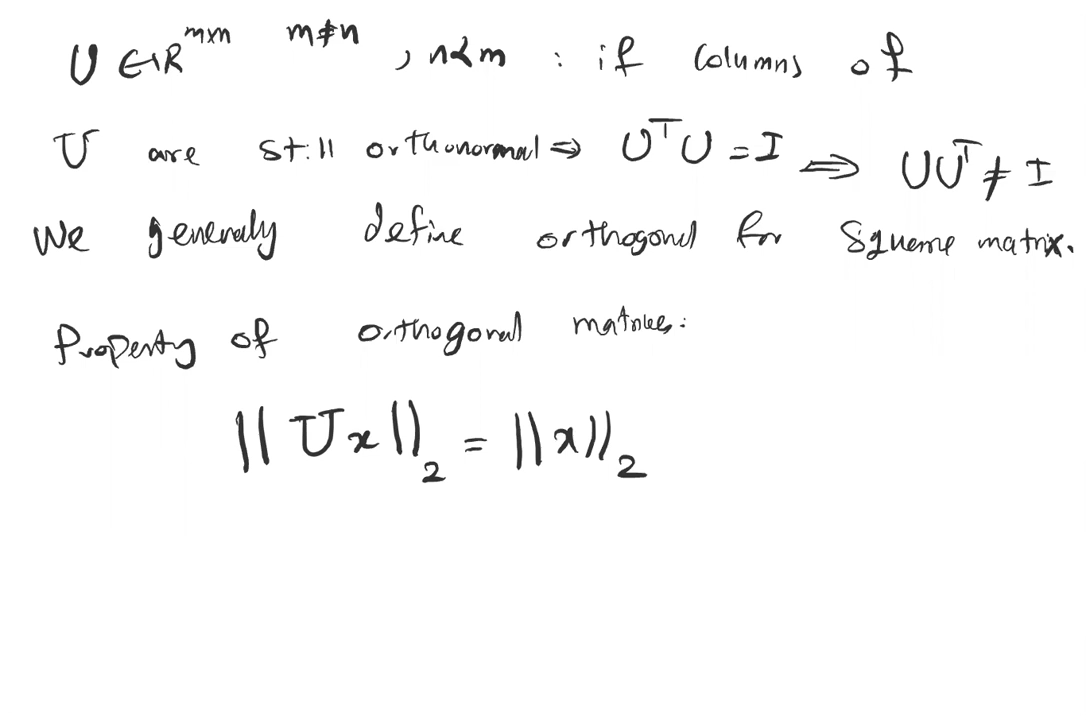 U ∈ ℝ^{m×n} m≠n, n<m : if columns of
U are still orthonormal ⇒ UᵀU = I ⟹ UUᵀ ≠ I
We generaly define orthogonal for Square matrix.
Property of orthogonal matrices:
||Ux||₂ = ||x||₂